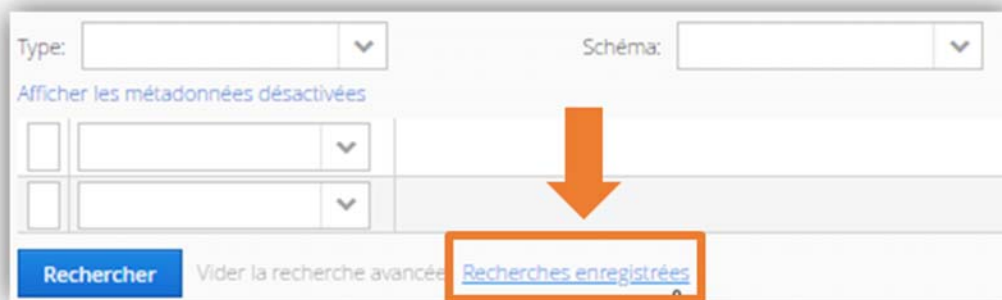 Type: Schéma:
Afficher les métadonnées désactivées
Rechercher Vider la recherche avancée Recherches enregistrées